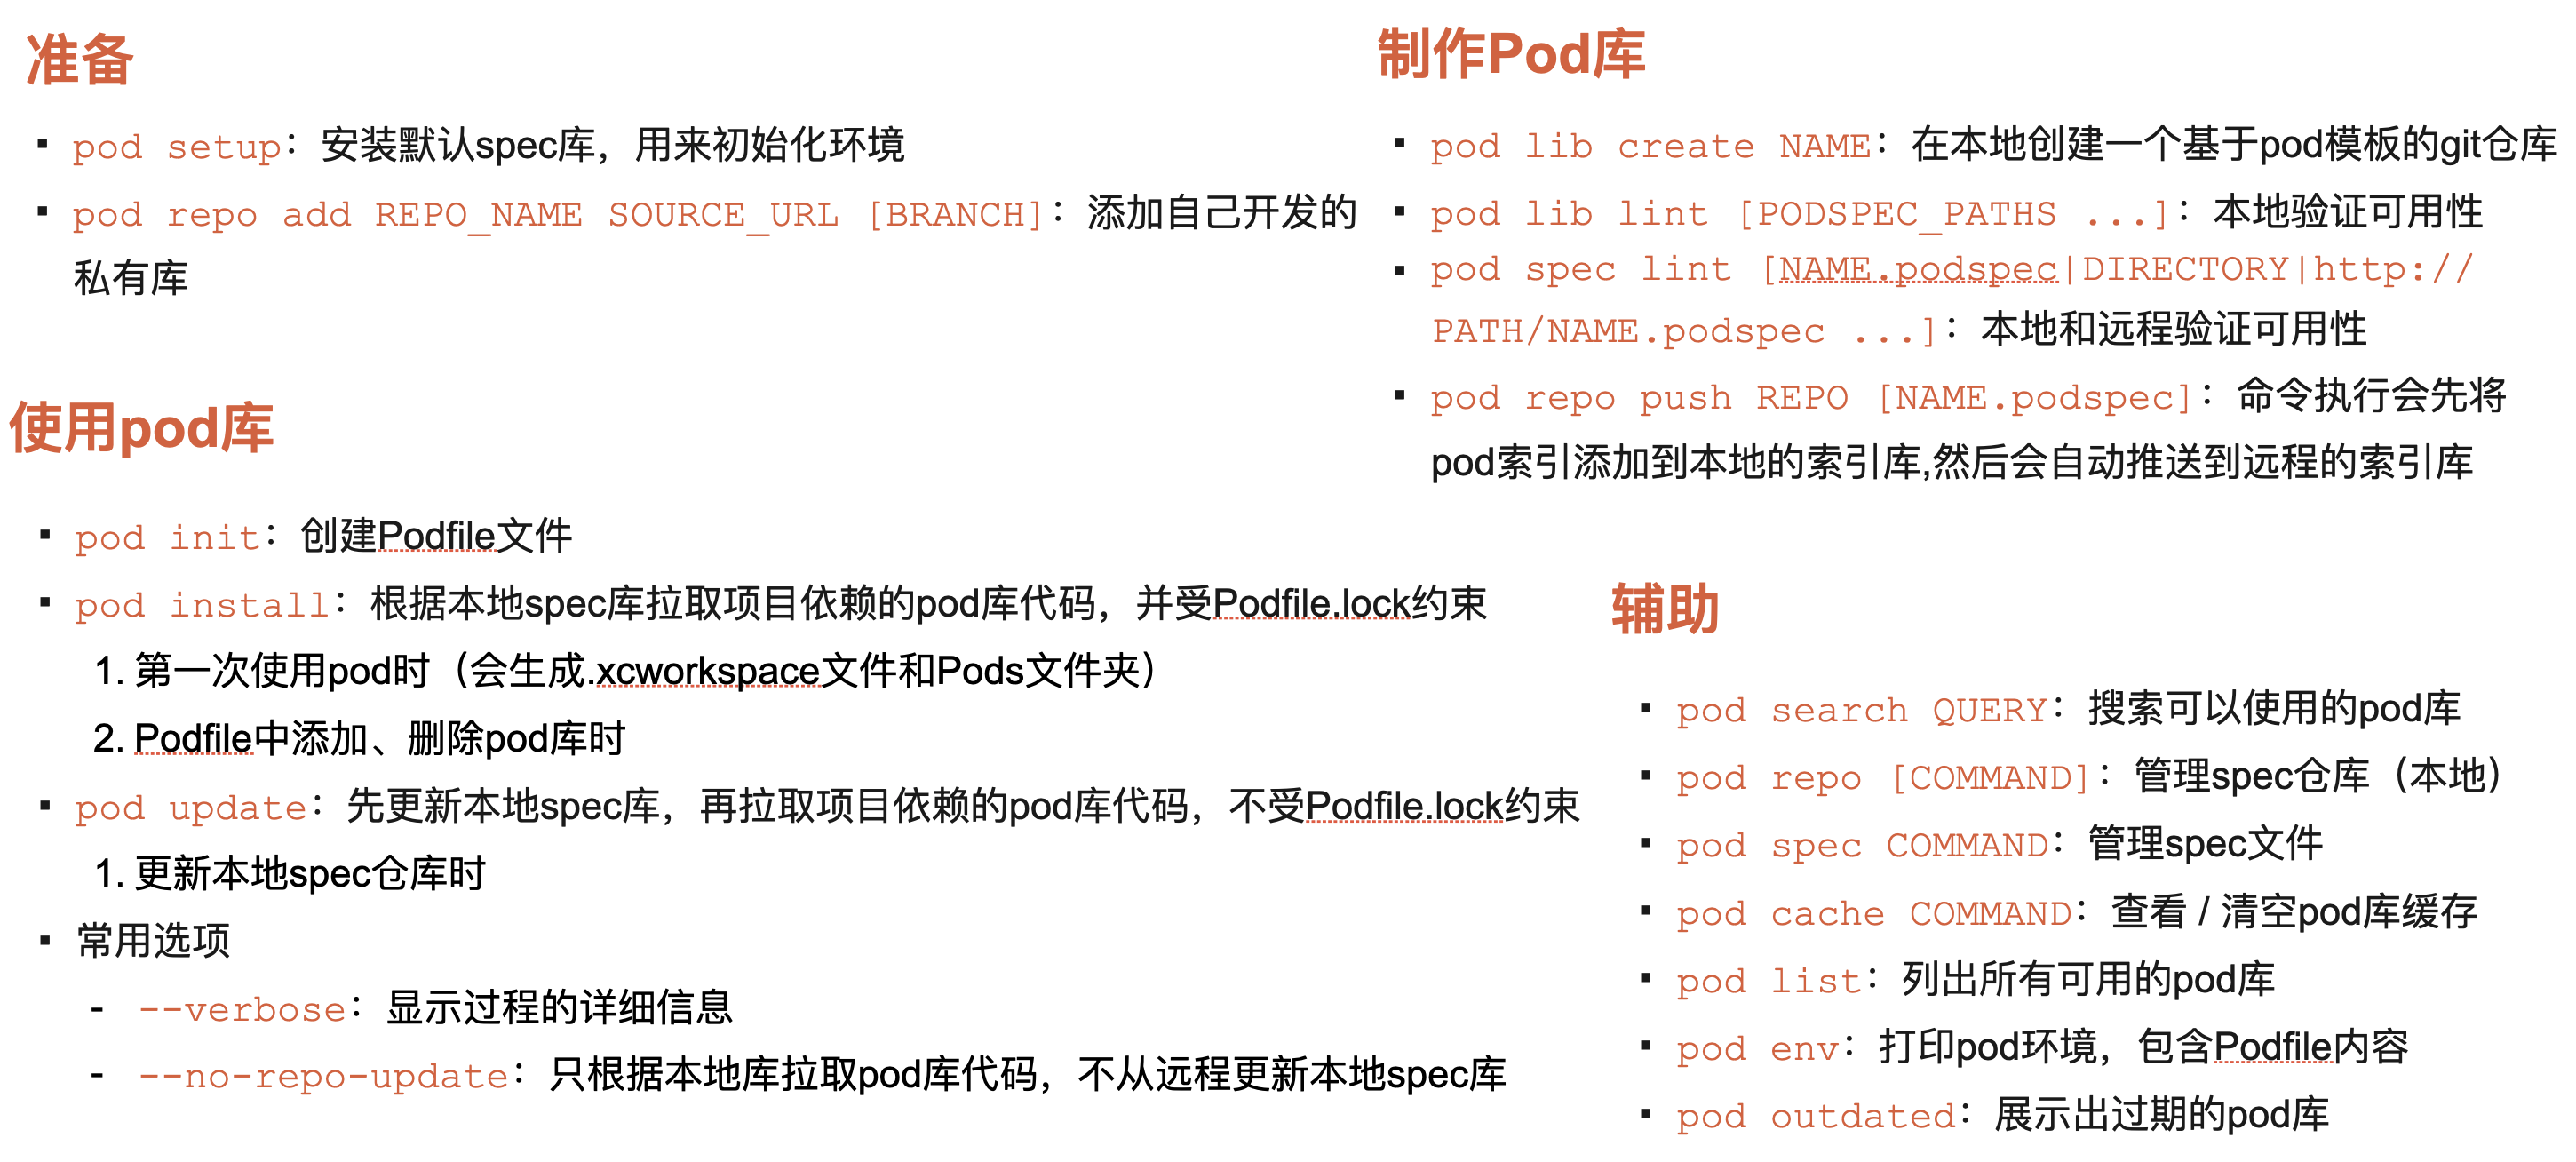 准备
▪ pod setup：安装默认spec库，用来初始化环境
▪ pod repo add REPO_NAME SOURCE_URL [BRANCH]：添加自己开发的
私有库
使用pod库
▪ pod init：创建Podfile文件
▪ pod install：根据本地spec库拉取项目依赖的pod库代码，并受Podfile.lock约束
1. 第一次使用pod时（会生成.xcworkspace文件和Pods文件夹）
2. Podfile中添加、删除pod库时
▪ pod update：先更新本地spec库，再拉取项目依赖的pod库代码，不受Podfile.lock约束
1. 更新本地spec仓库时
▪ 常用选项
- --verbose：显示过程的详细信息
- --no-repo-update：只根据本地库拉取pod库代码，不从远程更新本地spec库
制作Pod库
▪ pod lib create NAME：在本地创建一个基于pod模板的git仓库
▪ pod lib lint [PODSPEC_PATHS ...]：本地验证可用性
▪ pod spec lint [NAME.podspec|DIRECTORY|http://
PATH/NAME.podspec ...]：本地和远程验证可用性
▪ pod repo push REPO [NAME.podspec]：命令执行会先将
pod索引添加到本地的索引库,然后会自动推送到远程的索引库
辅助
▪ pod search QUERY：搜索可以使用的pod库
▪ pod repo [COMMAND]：管理spec仓库（本地）
▪ pod spec COMMAND：管理spec文件
▪ pod cache COMMAND：查看 / 清空pod库缓存
▪ pod list：列出所有可用的pod库
▪ pod env：打印pod环境，包含Podfile内容
▪ pod outdated：展示出过期的pod库